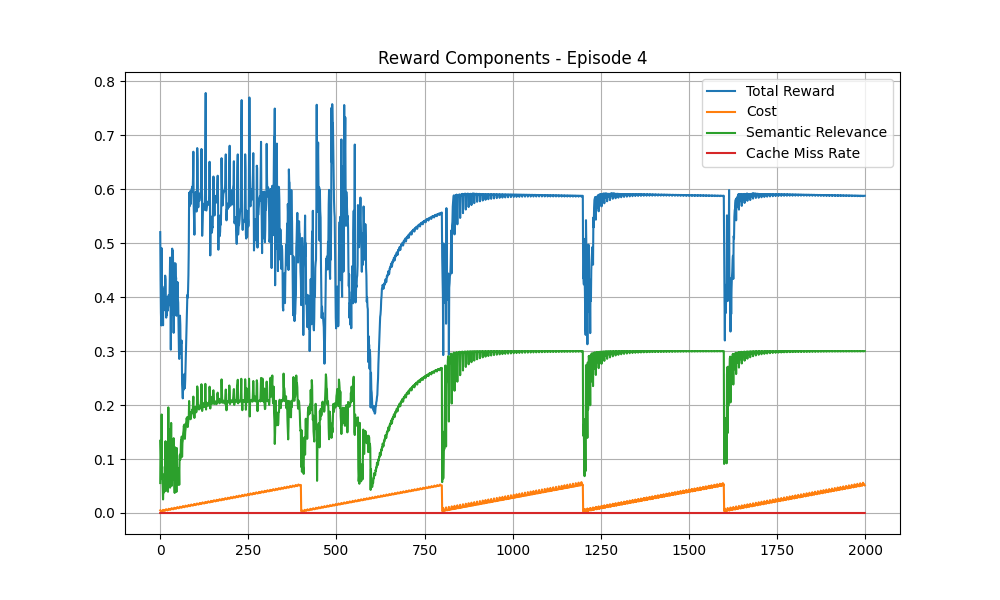 Reward Components - Episode 4
Total Reward
Cost
Semantic Relevance
Cache Miss Rate
0.8
0.7
0.6
0.5
0.4
0.3
0.2
0.1
0.0
0 250 500 750 1000 1250 1500 1750 2000